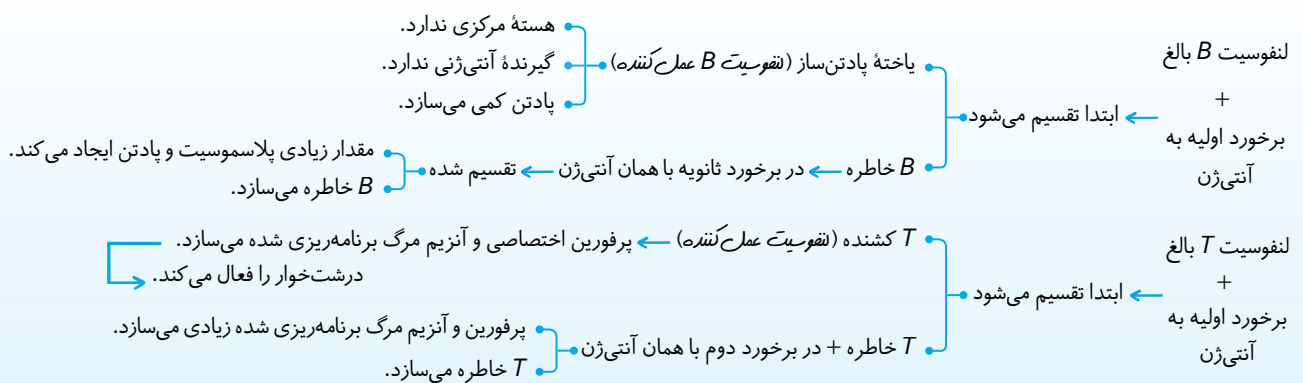 لنفوسیت B بالغ
+
برخورد اولیه به
آنتی‌ژن
ابتدا تقسیم می‌شود
یاختهٔ پادتن‌ساز (لنفوسیت B عمل‌کننده)
هستهٔ مرکزی ندارد.
گیرندهٔ آنتی‌ژنی ندارد.
پادتن کمی می‌سازد.
B خاطره
در برخورد ثانویه با همان آنتی‌ژن
تقسیم شده
مقدار زیادی پلاسموسیت و پادتن ایجاد می‌کند.
B خاطره می‌سازد.
لنفوسیت T بالغ
+
برخورد اولیه به
آنتی‌ژن
ابتدا تقسیم می‌شود
T کشنده (لنفوسیت عمل‌کننده)
پرفورین اختصاصی و آنزیم مرگ برنامه‌ریزی شده می‌سازد.
درشت‌خوار را فعال می‌کند.
T خاطره + در برخورد دوم با همان آنتی‌ژن
پرفورین و آنزیم مرگ برنامه‌ریزی شده زیادی می‌سازد.
T خاطره می‌سازد.